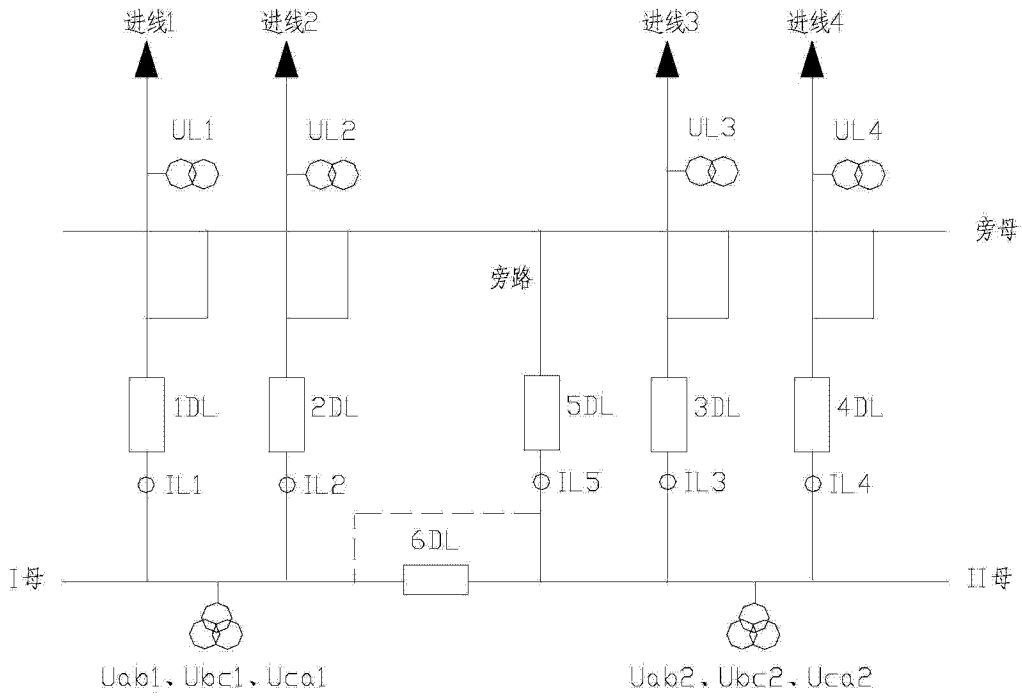 进线1
进线2
进线3
进线4
UL1
UL2
UL3
UL4
旁母
旁路
1DL
2DL
5DL
3DL
4DL
IL1
IL2
IL5
IL3
IL4
6DL
I母
II母
Uab1、Ubc1、Uca1
Uab2、Ubc2、Uca2